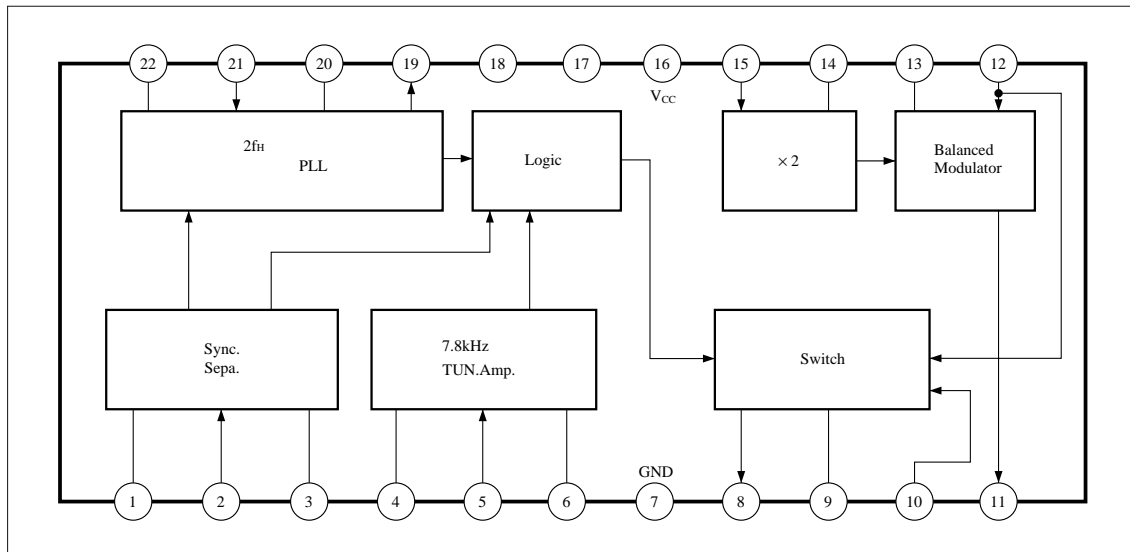 22 21 20 19 18 17 16 15 14 13 12
VCC
2fH
PLL
Logic
× 2
Balanced
Modulator
Sync.
Sepa.
7.8kHz
TUN.Amp.
Switch
GND
1 2 3 4 5 6 7 8 9 10 11